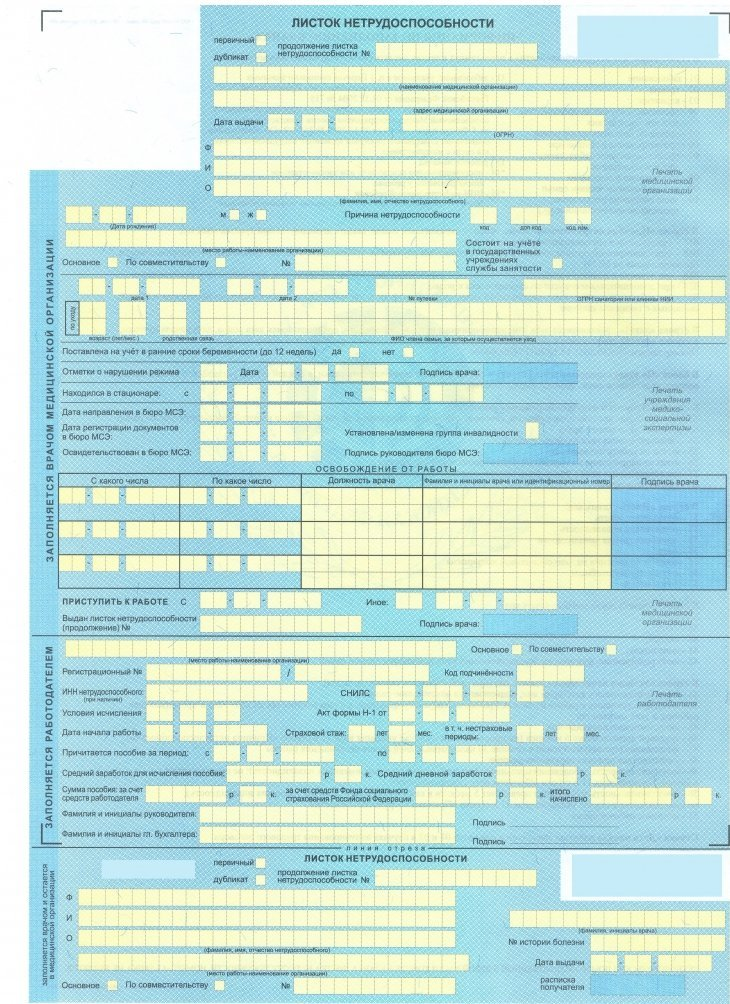 ЛИСТОК НЕТРУДОСПОСОБНОСТИ
первичный
продолжение листка нетрудоспособности №
дубликат
(наименование медицинской организации)
(адрес медицинской организации)
Дата выдачи - -
(ОГРН)
Ф
И
О
(фамилия, имя, отчество нетрудоспособного)
Печать медицинской организации
- - м ж Причина нетрудоспособности
(Дата рождения) код доп код код изм.
(место работы-наименование организации)
Состоит на учёте в государственных учреждениях службы занятости
Основное По совместительству №
- - - -
дата 1 дата 2 № путевки ОГРН санатория или клиники НИИ
по уходу
возраст (лет/мес.) родственная связь ФИО члена семьи, за которым осуществляется уход
Поставлена на учёт в ранние сроки беременности (до 12 недель) да нет
Отметки о нарушении режима Дата - - Подпись врача:
Находился в стационаре: с - - по - -
Дата направления в бюро МСЭ: - -
Дата регистрации документов в бюро МСЭ: - -
Установлена/изменена группа инвалидности
Освидетельствован в бюро МСЭ: - - Подпись руководителя бюро МСЭ:
Печать учреждения медико-социальной экспертизы
ОСВОБОЖДЕНИЕ ОТ РАБОТЫ
С какого числа По какое число Должность врача Фамилия и инициалы врача или идентификационный номер Подпись врача
- - - -
- - - -
- - - -
ПРИСТУПИТЬ К РАБОТЕ С - - Иное: - -
Выдан листок нетрудоспособности (продолжение) № Подпись врача:
Печать медицинской организации
ЗАПОЛНЯЕТСЯ ВРАЧОМ МЕДИЦИНСКОЙ ОРГАНИЗАЦИИ
(место работы-наименование организации)
Основное По совместительству
Регистрационный № / Код подчинённости
ИНН нетрудоспособного: (при наличии) СНИЛС - - -
Печать работодателя
Условия исчисления Акт формы Н-1 от - -
Дата начала работы - - Страховой стаж: лет мес. в т. ч. нестраховые периоды: лет мес.
Причитается пособие за период: с - - по - -
Средний заработок для исчисления пособия: р к. Средний дневной заработок р к.
Сумма пособия: за счет средств работодателя р к. за счет средств Фонда социального страхования Российской Федерации р к. ИТОГО НАЧИСЛЕНО р к.
Фамилия и инициалы руководителя: Подпись
Фамилия и инициалы гл. бухгалтера: Подпись
ЗАПОЛНЯЕТСЯ РАБОТОДАТЕЛЕМ
линия отреза
ЛИСТОК НЕТРУДОСПОСОБНОСТИ
первичный
продолжение листка нетрудоспособности №
дубликат
Ф
И
О
(фамилия, имя, отчество нетрудоспособного)
(фамилия, инициалы врача)
№ истории болезни
(место работы-наименование организации)
Дата выдачи - -
Основное По совместительству №
расписка получателя
заполняется врачом и остается в медицинской организации